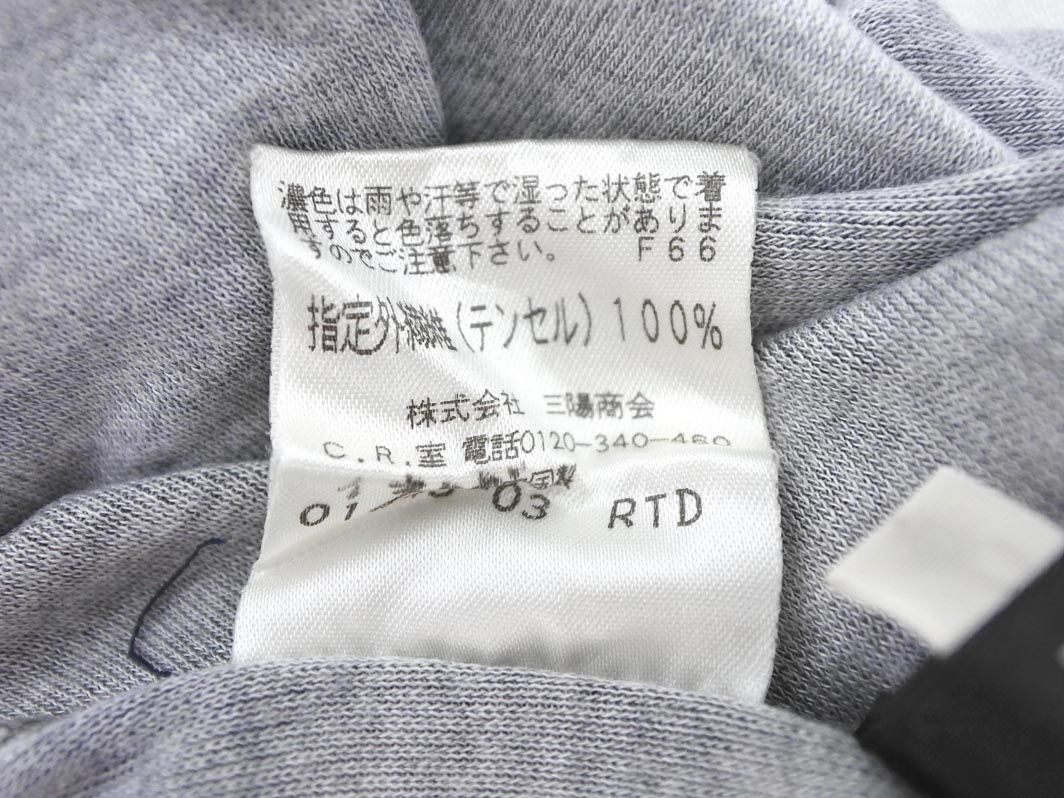 濃色は雨や汗等で湿った状態で着
用すると色落ちすることがありま
すのでご注意下さい。 F66
指定外繊維(テンセル)100%
株式会社 三陽商会
C.R.室 電話0120-340-460
国製
01 03 RTD